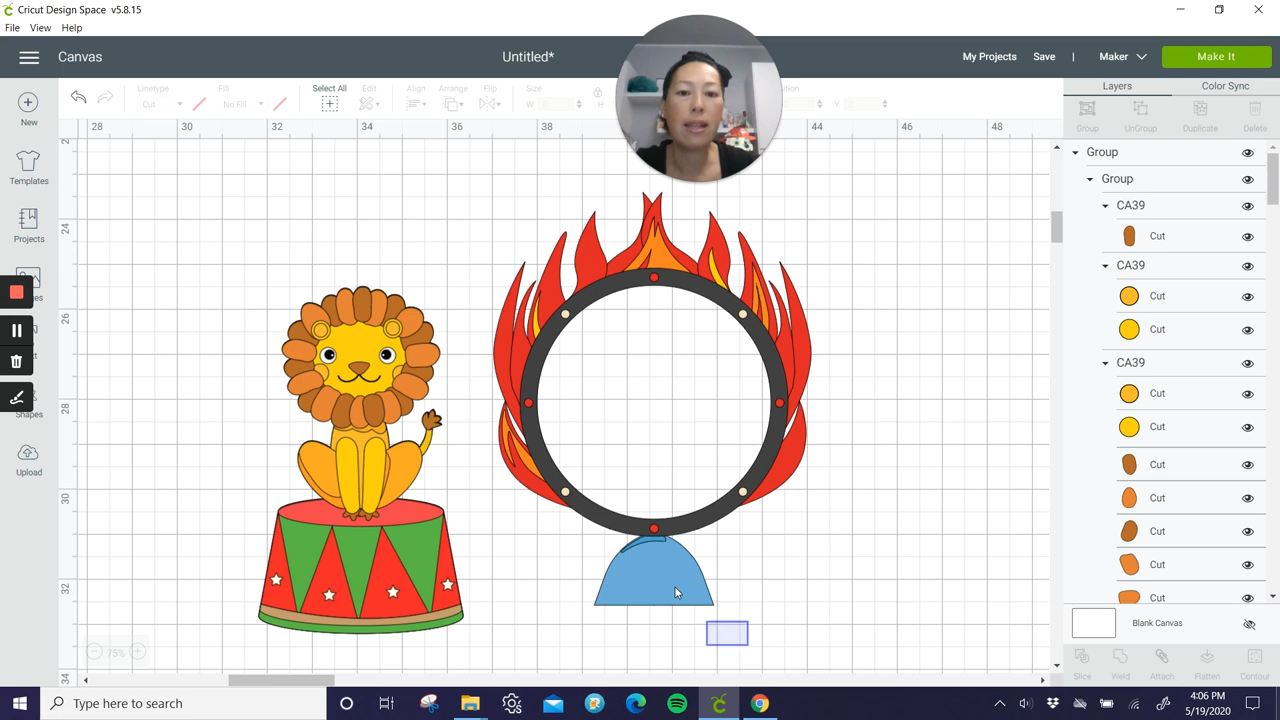 Cricut Design Space v5.8.15
File View Help
Canvas
Untitled*
My Projects Save | Maker Make It
Linetype
Cut
Fill
No Fill
Select All
Edit
Align
Arrange
Flip
Size
W
H
X
Y
Layers
Color Sync
Group
UnGroup
Duplicate
Delete
28 30 32 34 36 38 44 46 48
2
24
26
28
30
32
34
New
Templates
Projects
Shapes
Upload
75%
Group
Group
CA39
Cut
CA39
Cut
Cut
CA39
Cut
Cut
Cut
Cut
Cut
Cut
Cut
Blank Canvas
Slice
Weld
Attach
Flatten
Contour
Type here to search
4:06 PM
5/19/2020